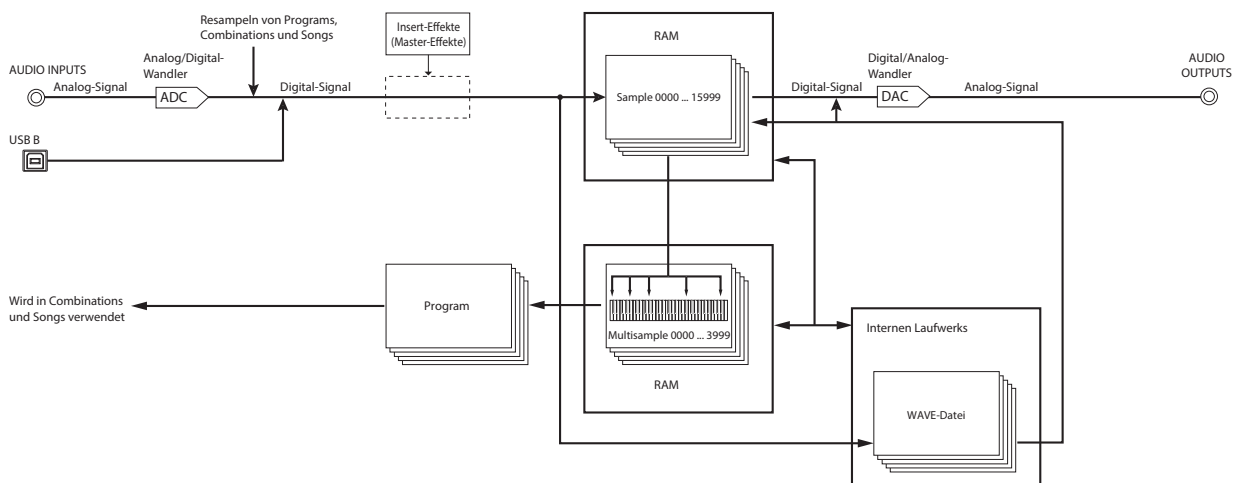 Resampeln von Programs,
Combinations und Songs
Insert-Effekte
(Master-Effekte)
RAM
Analog/Digital-
Wandler
Digital/Analog-
Wandler
AUDIO INPUTS
AUDIO
OUTPUTS
Analog-Signal
ADC
Digital-Signal
Sample 0000 ... 15999
Digital-Signal
DAC
Analog-Signal
USB B
Wird in Combinations
und Songs verwendet
Program
Multisample 0000 ... 3999
RAM
Internen Laufwerks
WAVE-Datei